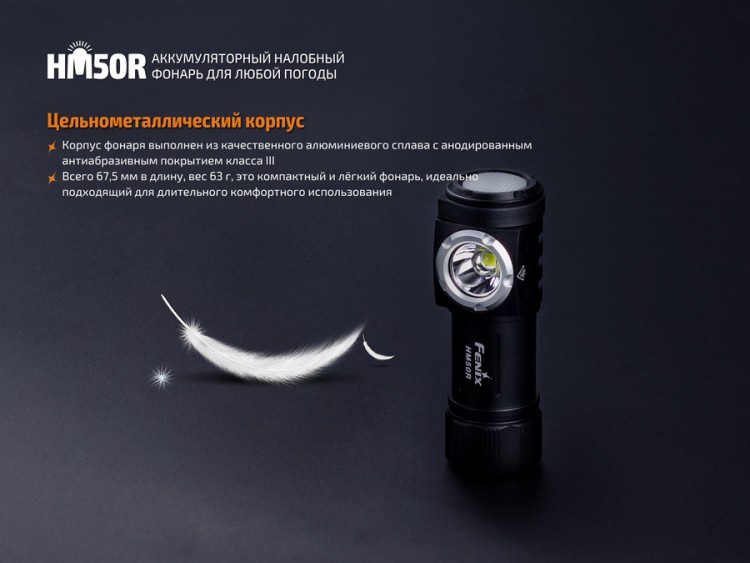 HM50R
АККУМУЛЯТОРНЫЙ НАЛОБНЫЙ
ФОНАРЬ ДЛЯ ЛЮБОЙ ПОГОДЫ
Цельнометаллический корпус
Корпус фонаря выполнен из качественного алюминиевого сплава с анодированным
антиабразивным покрытием класса III
Всего 67,5 мм в длину, вес 63 г, это компактный и лёгкий фонарь, идеально
подходящий для длительного комфортного использования
FENIX
HM50R